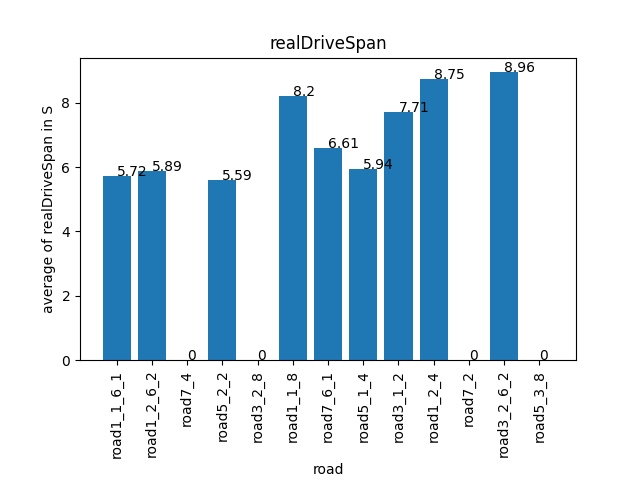 realDriveSpan
average of realDriveSpan in S
8
6
4
2
0
5.72
5.89
0
5.59
0
8.2
6.61
5.94
7.71
8.75
0
8.96
0
road1_1_6_1
road1_2_6_2
road7_4
road5_2_2
road3_2_8
road1_1_8
road7_6_1
road5_1_4
road3_1_2
road1_2_4
road7_2
road3_2_6_2
road5_3_8
road